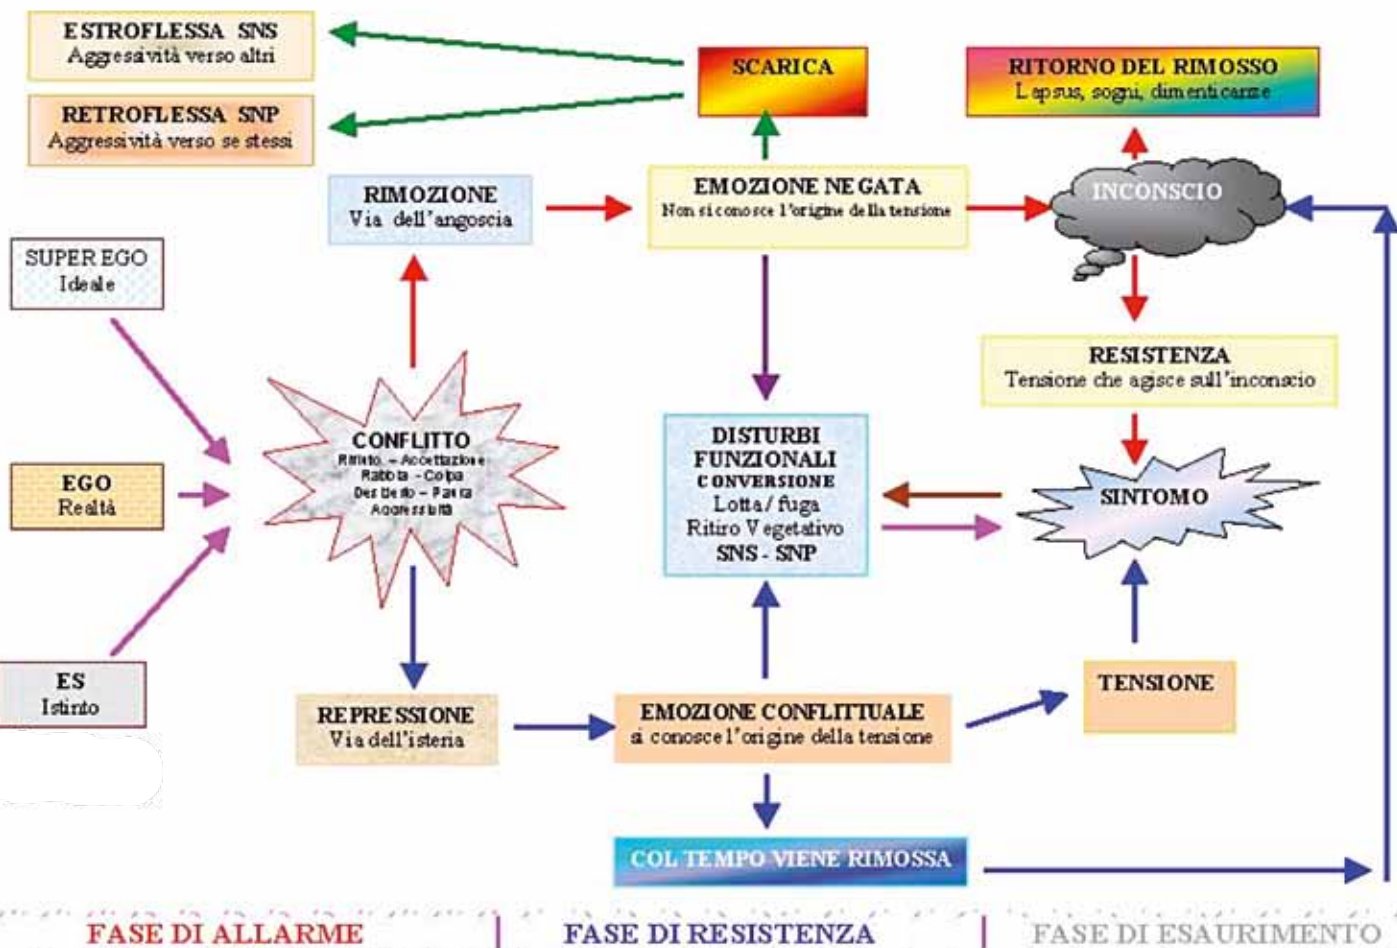 ESTROFLESSA SNS
Aggressività verso altri
RETROFLESSA SNP
Aggressività verso se stessi
SCARICA
RITORNO DEL RIMOSSO
Lapsus, sogni, dimenticanze
RIMOZIONE
Via dell'angoscia
EMOZIONE NEGATA
Non si conosce l'origine della tensione
INCONSCIO
SUPER EGO
Ideale
RESISTENZA
Tensione che agisce sull'inconscio
CONFLITTO
Rifiuto - Accettazione
Rabbia - Colpa
Desiderio - Paura
Aggressività
EGO
Realtà
DISTURBI
FUNZIONALI
CONVERSIONE
Lotta / fuga
Ritiro Vegetativo
SNS - SNP
SINTOMO
ES
Istinto
REPRESSIONE
Via dell'isteria
EMOZIONE CONFLITTUALE
si conosce l'origine della tensione
TENSIONE
COL TEMPO VIENE RIMOSSA
FASE DI ALLARME
FASE DI RESISTENZA
FASE DI ESAURIMENTO